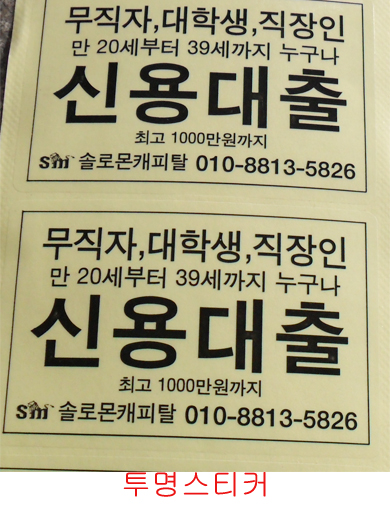 무직자,대학생,직장인
만 20세부터 39세까지 누구나
신용대출
최고 1000만원까지
Sm 솔로몬캐피탈 010-8813-5826
무직자,대학생,직장인
만 20세부터 39세까지 누구나
신용대출
최고 1000만원까지
Sm 솔로몬캐피탈 010-8813-5826
투명스티커